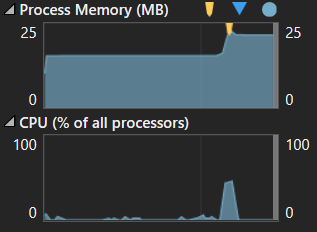 Process Memory (MB)
25 25
0 0
CPU (% of all processors)
100 100
0 0